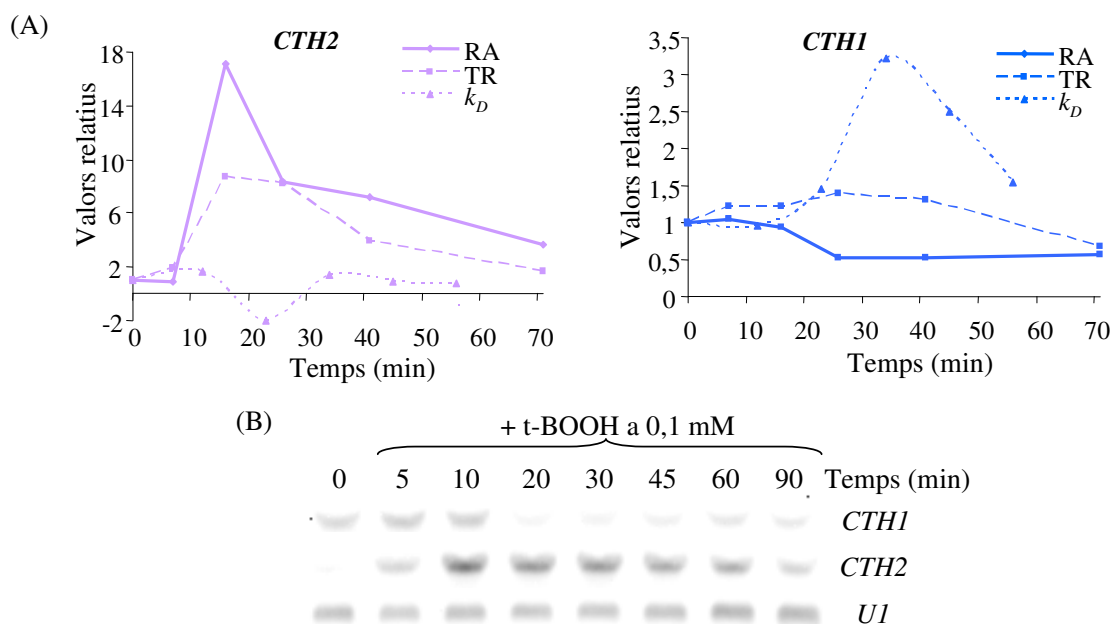 (A)
CTH2
RA
TR
k_D
Valors relatius
18
14
10
6
2
-2
0 10 20 30 40 50 60 70
Temps (min)
CTH1
RA
TR
k_D
Valors relatius
3,5
3
2,5
2
1,5
1
0,5
0
0 10 20 30 40 50 60 70
Temps (min)
(B)
+ t-BOOH a 0,1 mM
0 5 10 20 30 45 60 90 Temps (min)
CTH1
CTH2
U1